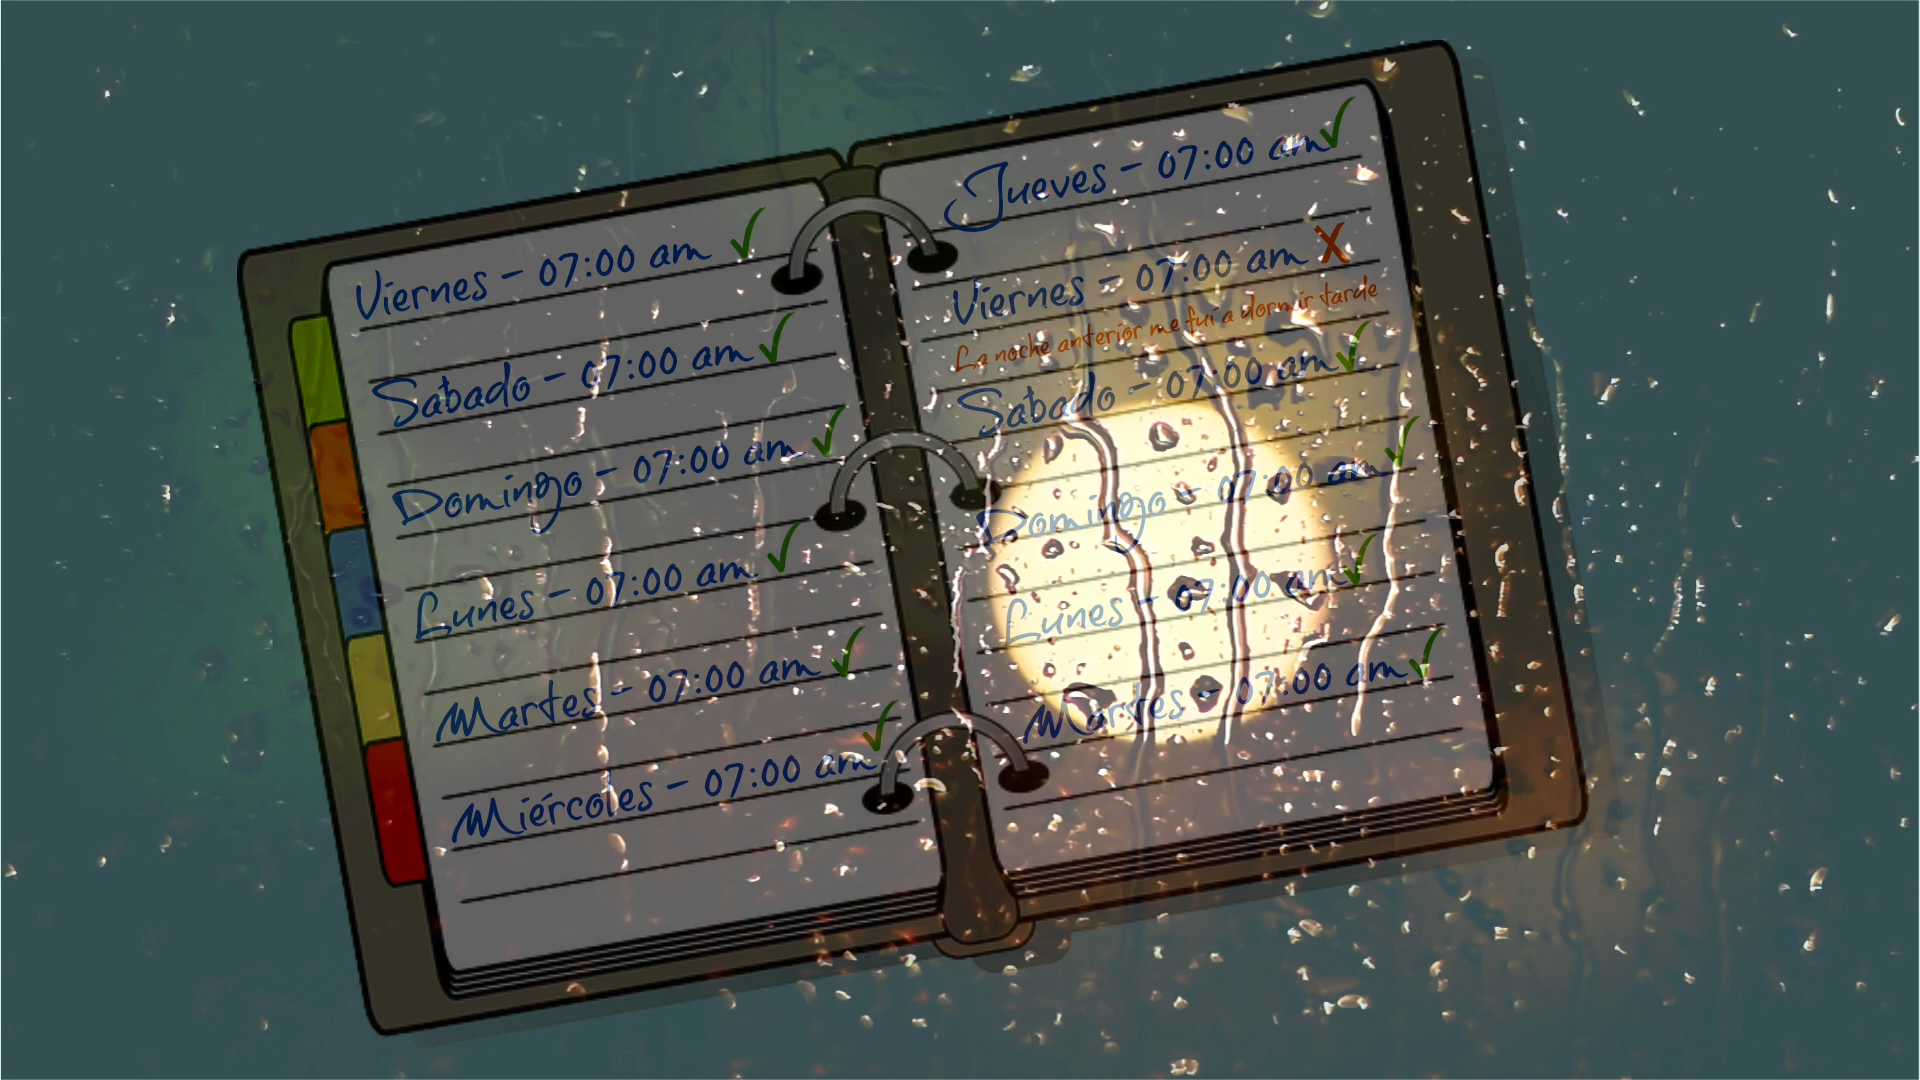 Viernes - 07:00 am ✓
Sabado - 07:00 am ✓
Domingo - 07:00 am ✓
Lunes - 07:00 am ✓
Martes - 07:00 am ✓
Miércoles - 07:00 am ✓
Jueves - 07:00 am ✓
Viernes - 07:00 am X
La noche anterior me fui a dormir tarde
Sabado - 07:00 am ✓
Domingo - 07:00 am ✓
Lunes - 07:00 am ✓
Martes - 07:00 am ✓